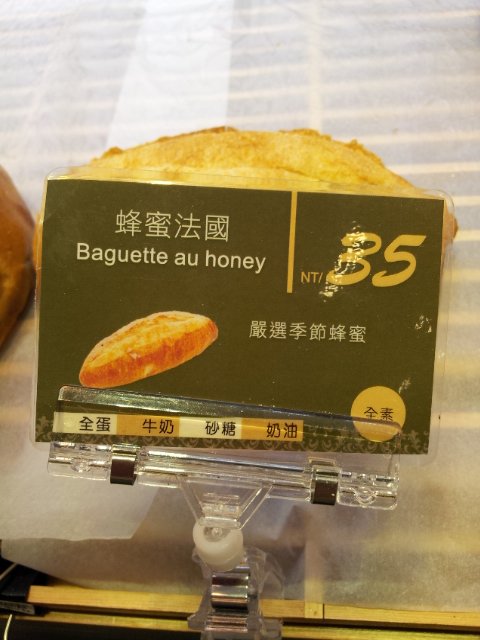 蜂蜜法國
Baguette au honey
NT/ 35
嚴選季節蜂蜜
全素
全蛋 牛奶 砂糖 奶油